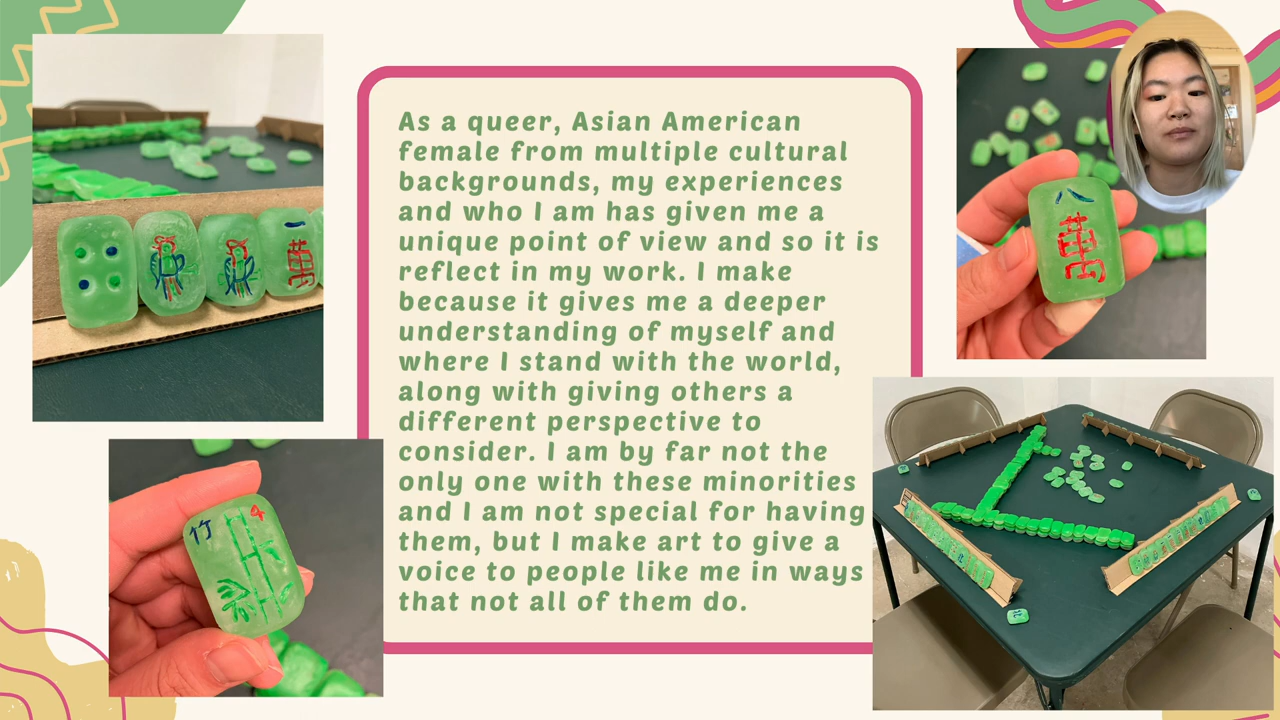 As a queer, Asian American
female from multiple cultural
backgrounds, my experiences
and who I am has given me a
unique point of view and so it is
reflect in my work. I make
because it gives me a deeper
understanding of myself and
where I stand with the world,
along with giving others a
different perspective to
consider. I am by far not the
only one with these minorities
and I am not special for having
them, but I make art to give a
voice to people like me in ways
that not all of them do.
一
萬
八
萬
竹 4